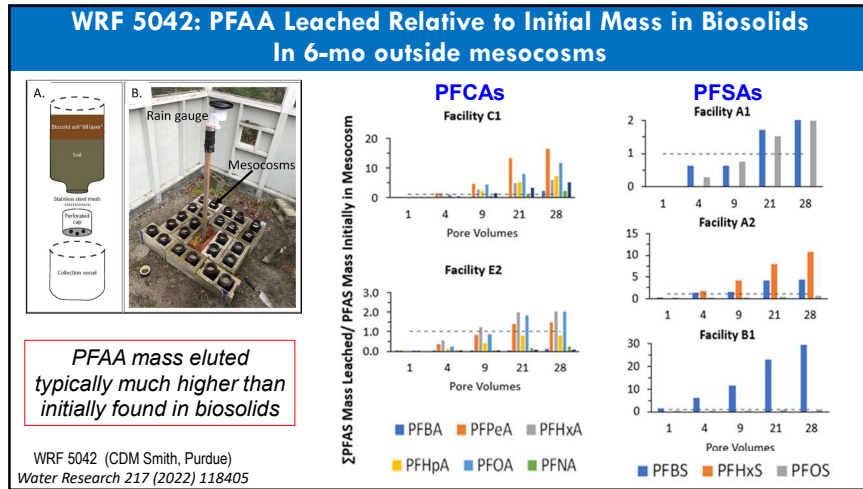 WRF 5042: PFAA Leached Relative to Initial Mass in Biosolids
In 6-mo outside mesocosms
A.
Biosolid soil "till layer"
Soil
Stainless steel mesh
Perforated
cap
Collection vessel
B.
Rain gauge
Mesocosms
PFAA mass eluted
typically much higher than
initially found in biosolids
WRF 5042 (CDM Smith, Purdue)
Water Research 217 (2022) 118405
ΣPFAS Mass Leached/ PFAS Mass Initially in Mesocosm
PFCAs
Facility C1
20
15
10
5
0
1 4 9 21 28
Pore Volumes
Facility E2
3.0
2.0
1.0
0.0
1 4 9 21 28
Pore Volumes
PFBA PFPeA PFHxA
PFHpA PFOA PFNA
PFSAs
Facility A1
2
1
0
1 4 9 21 28
Facility A2
15
10
5
0
1 4 9 21 28
Facility B1
30
20
10
0
1 4 9 21 28
Pore Volumes
PFBS PFHxS PFOS